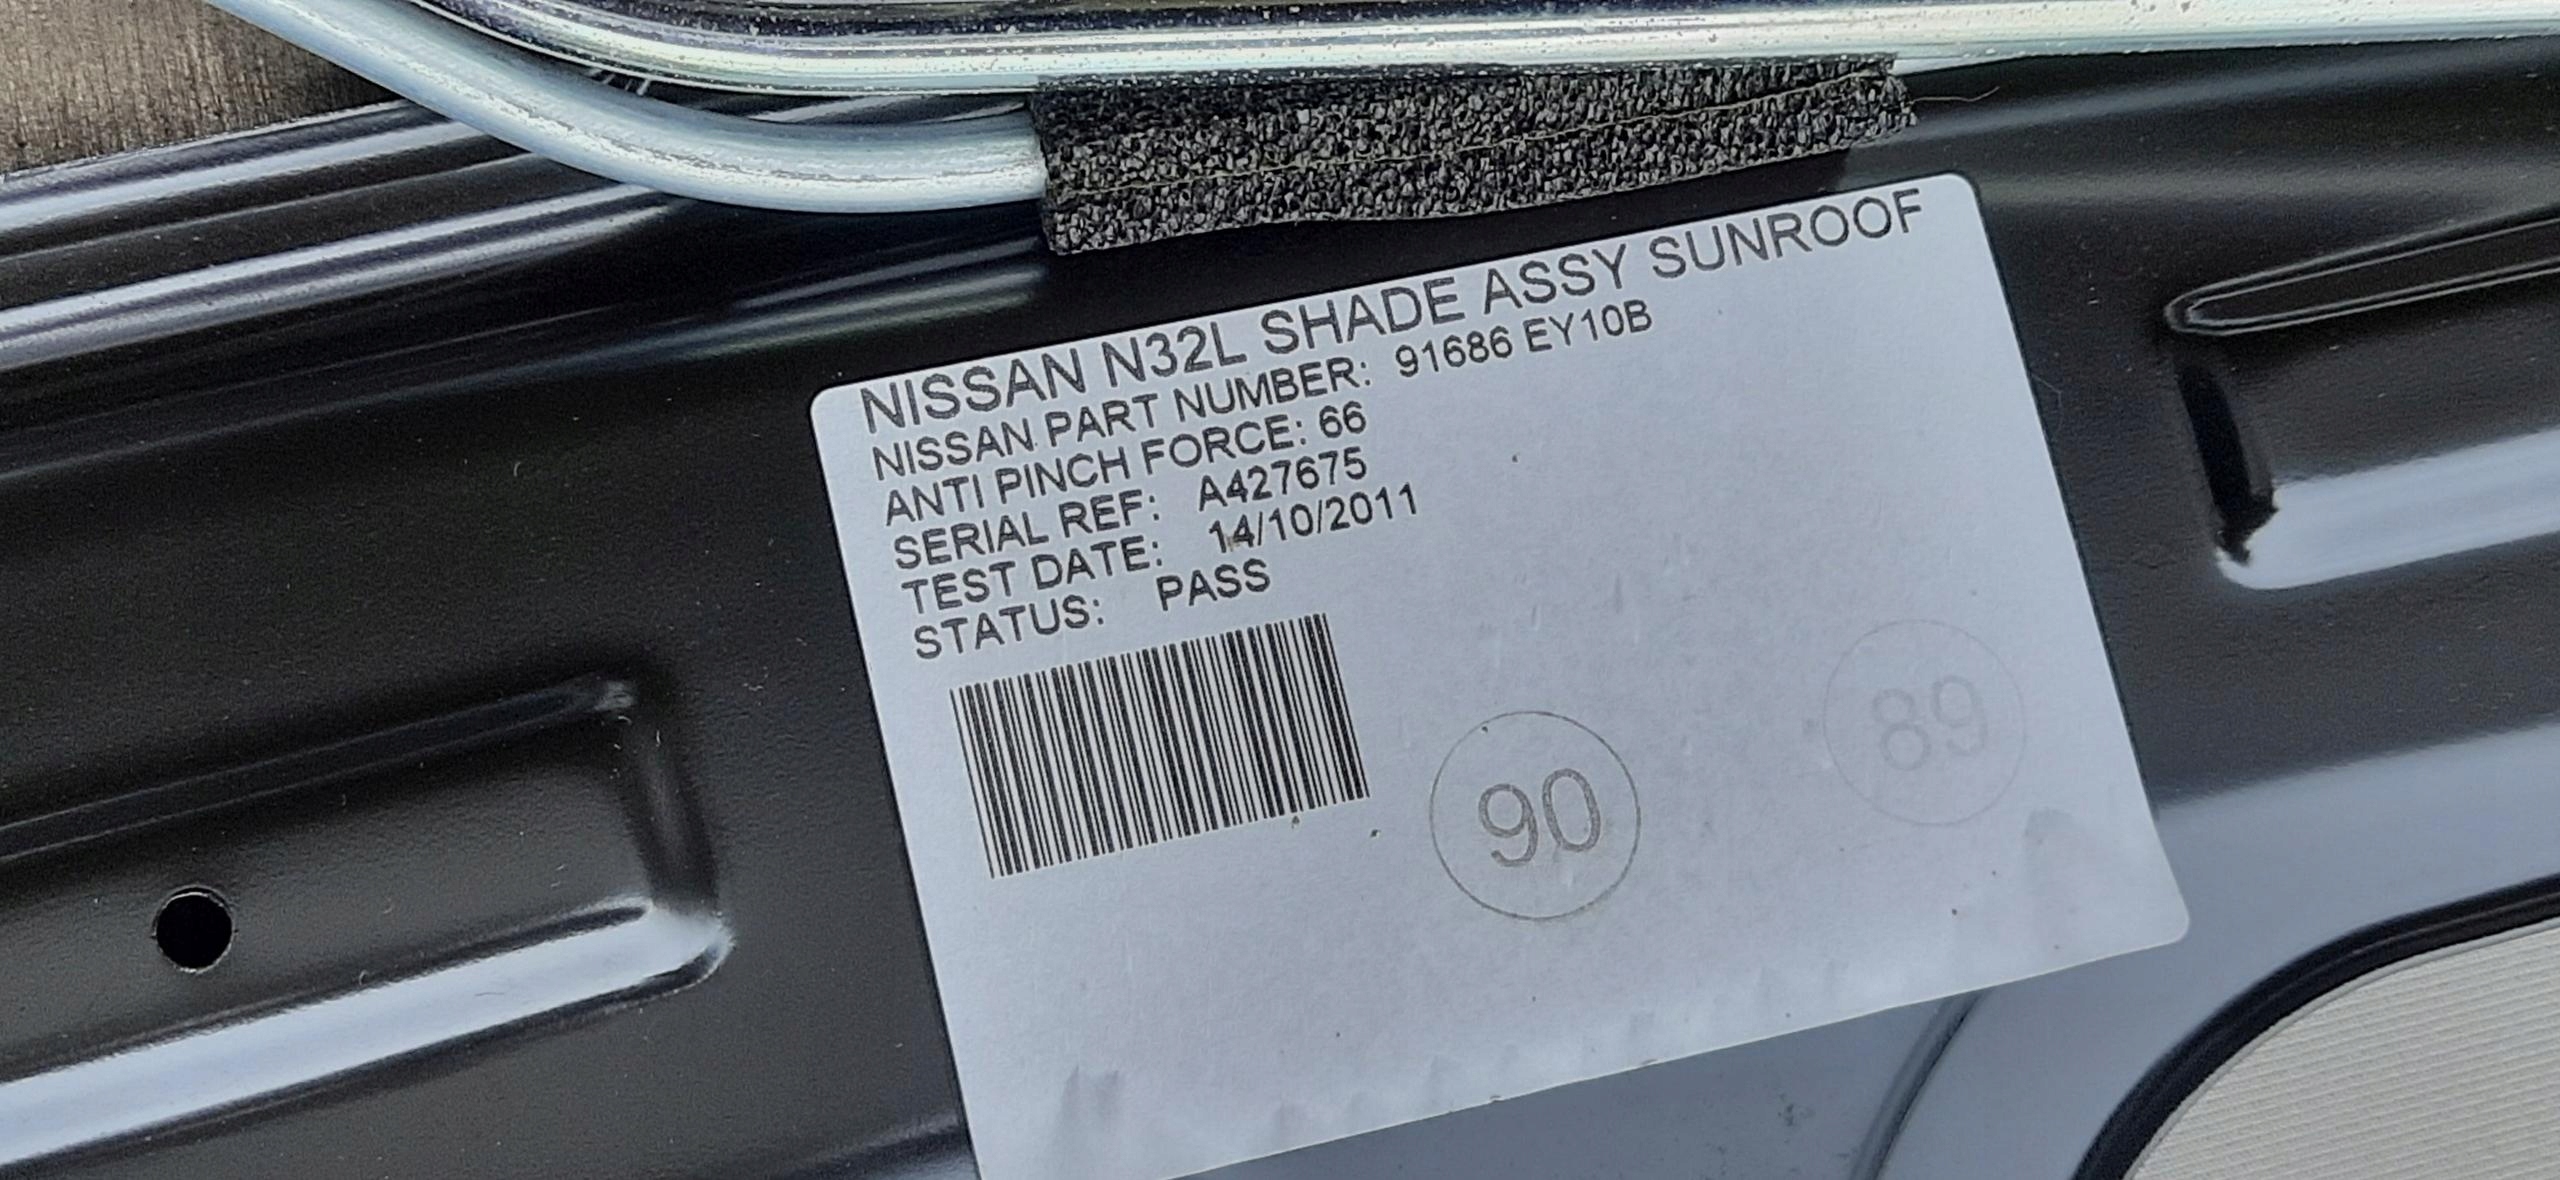 NISSAN N32L SHADE ASSY SUNROOF
NISSAN PART NUMBER: 91686 EY10B
ANTI PINCH FORCE: 66
SERIAL REF: A427675
TEST DATE: 14/10/2011
STATUS: PASS
90
89